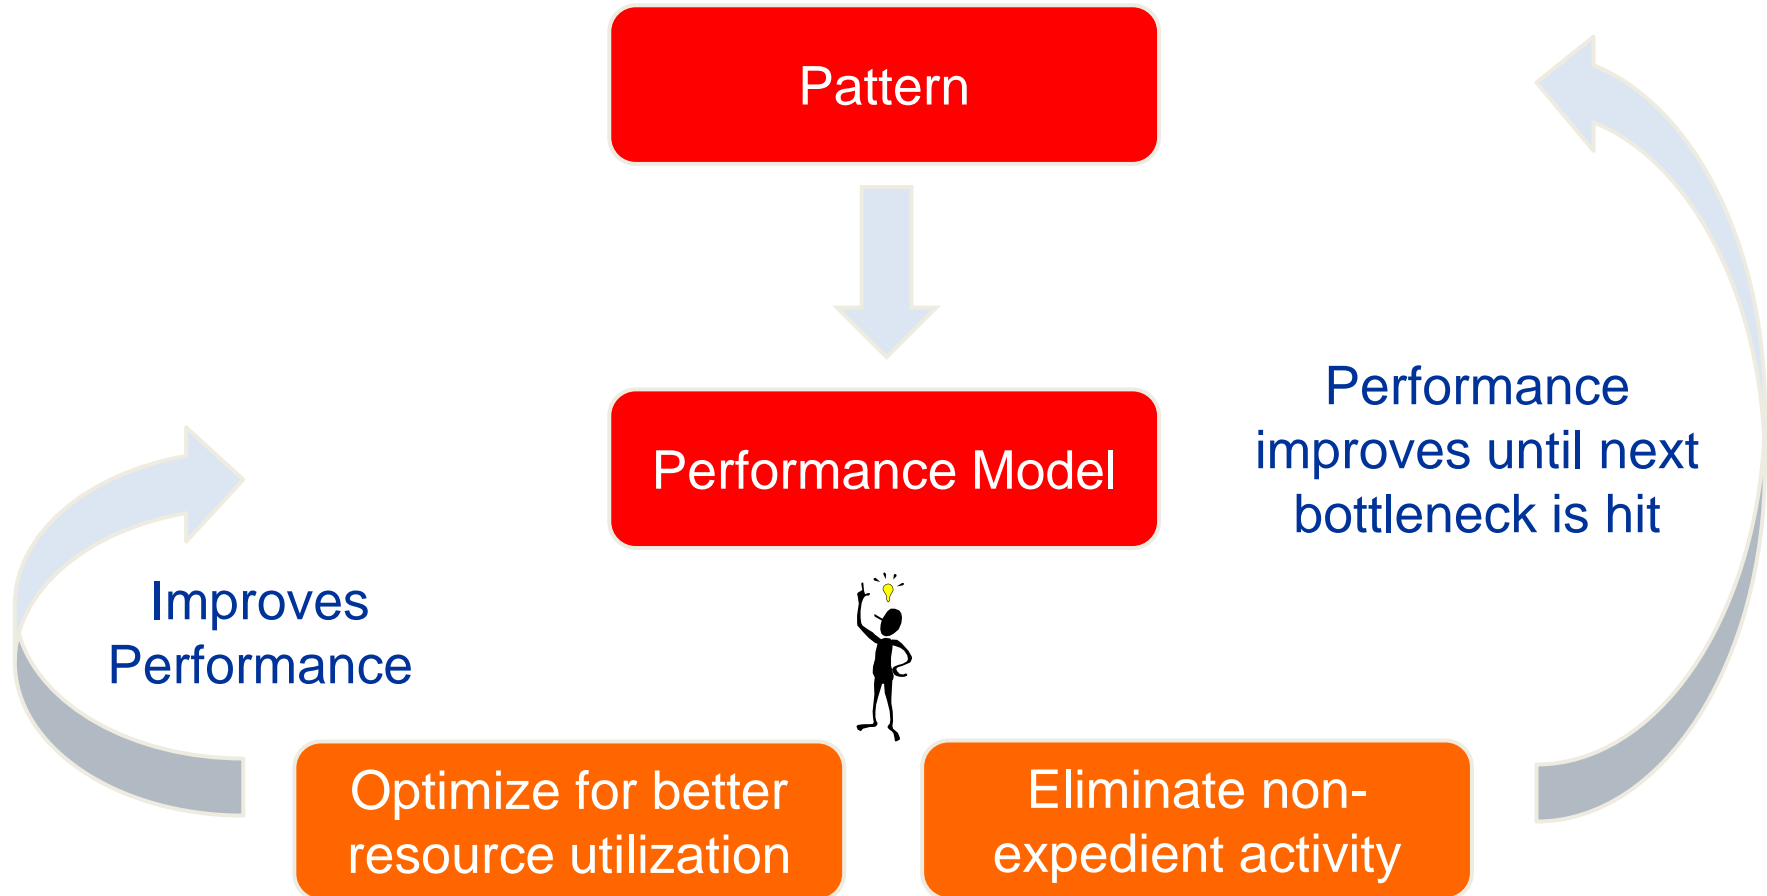 Pattern
Performance Model
Performance
improves until next
bottleneck is hit
Improves
Performance
Optimize for better
resource utilization
Eliminate non-
expedient activity